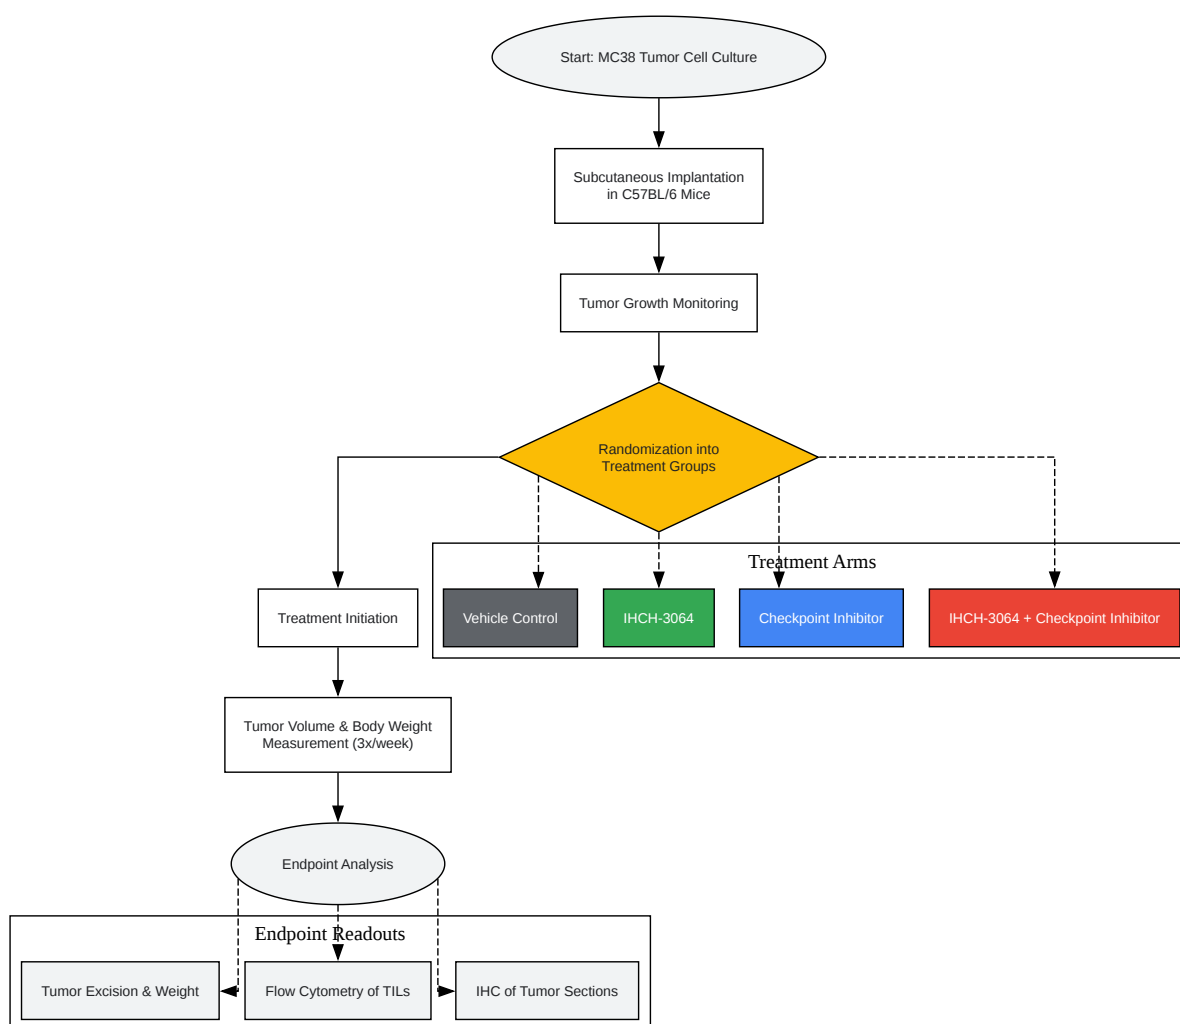 Start: MC38 Tumor Cell Culture
Subcutaneous Implantation
in C57BL/6 Mice
Tumor Growth Monitoring
Randomization into
Treatment Groups
Treatment Arms
Treatment Initiation
Vehicle Control
IHCH-3064
Checkpoint Inhibitor
IHCH-3064 + Checkpoint Inhibitor
Tumor Volume & Body Weight
Measurement (3x/week)
Endpoint Analysis
Endpoint Readouts
Tumor Excision & Weight
Flow Cytometry of TILs
IHC of Tumor Sections